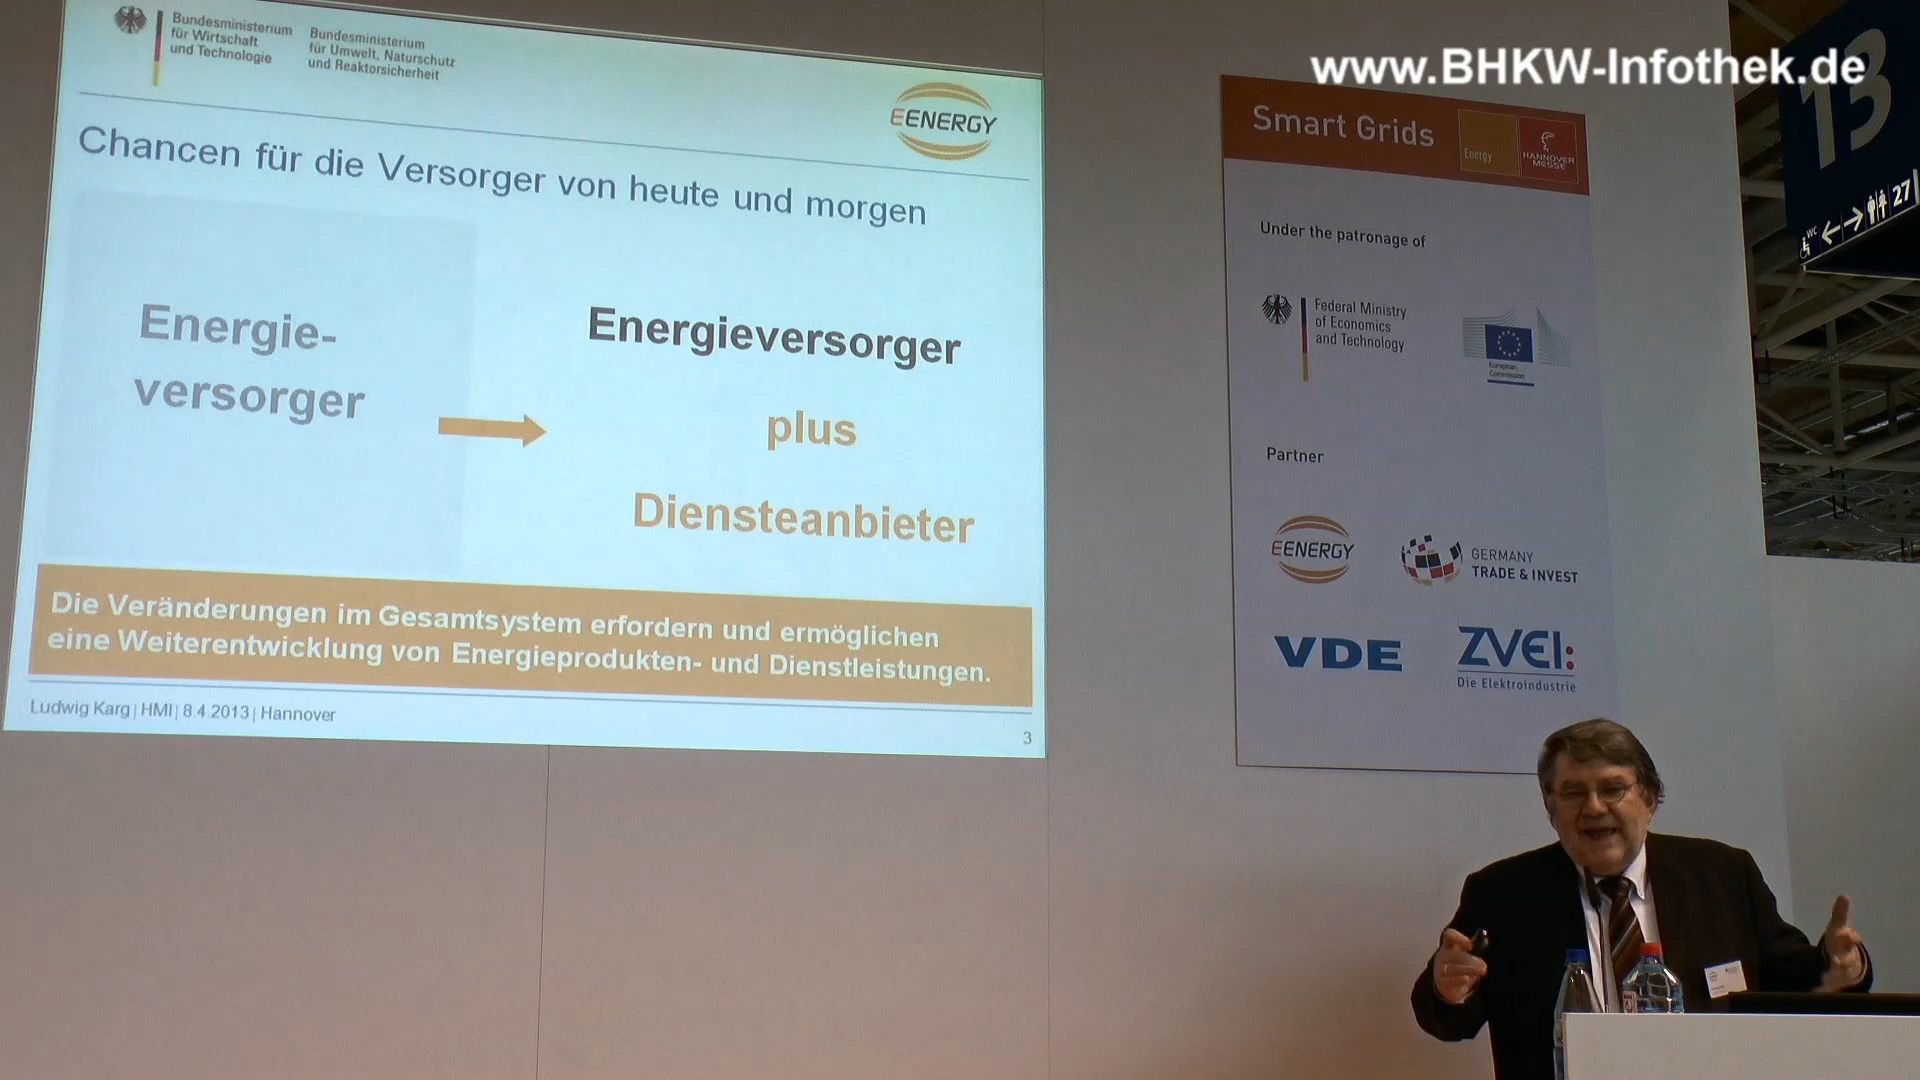 Bundesministerium
für Wirtschaft
und Technologie
Bundesministerium
für Umwelt, Naturschutz
und Reaktorsicherheit
EENERGY
Chancen für die Versorger von heute und morgen
Energie-
versorger
Energieversorger
plus
Diensteanbieter
Die Veränderungen im Gesamtsystem erfordern und ermöglichen
eine Weiterentwicklung von Energieprodukten- und Dienstleistungen.
Ludwig Karg | HMI | 8.4.2013 | Hannover
3
www.BHKW-Infothek.de
Smart Grids
Energy
HANNOVER
MESSE
Under the patronage of
Federal Ministry
of Economics
and Technology
European
Commission
Partner
EENERGY
GERMANY
TRADE & INVEST
VDE
ZVEI:
Die Elektroindustrie
13
WC
27